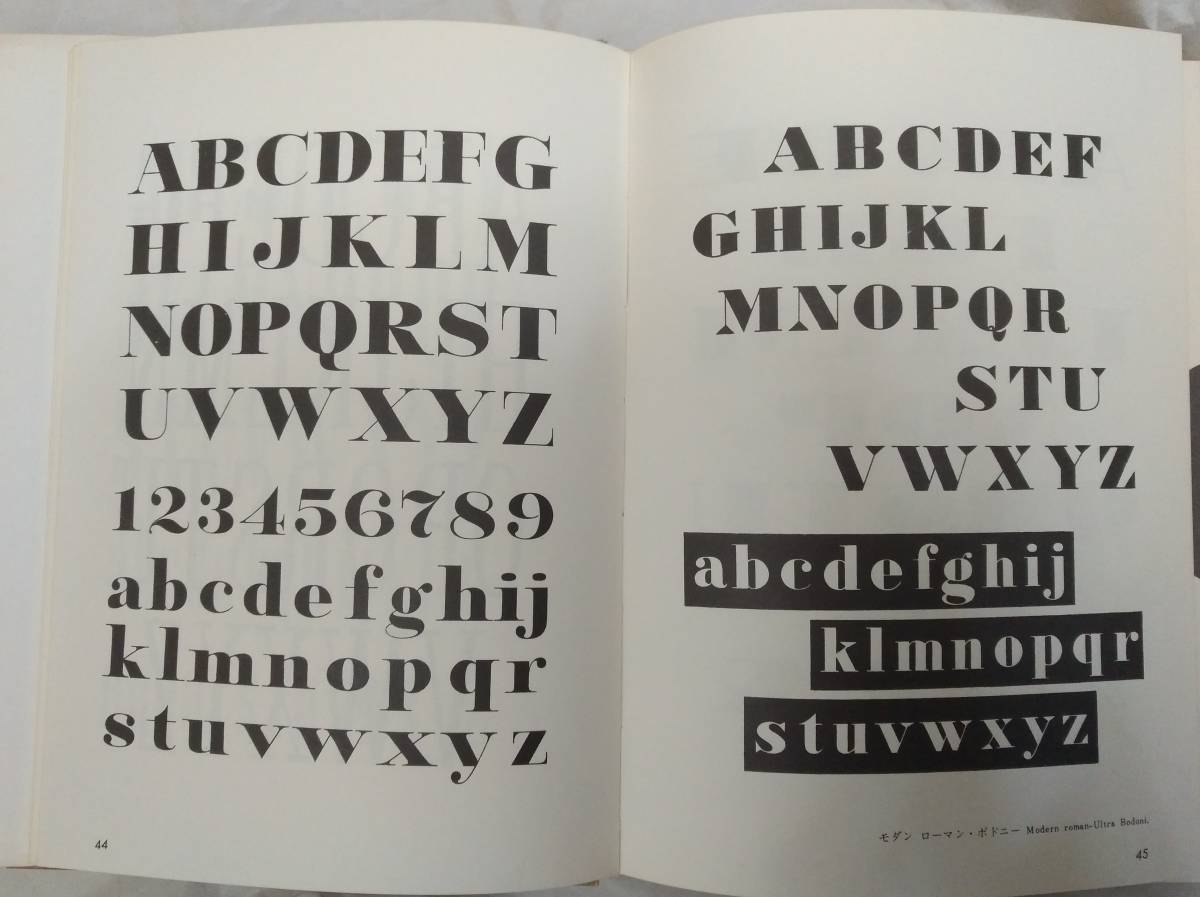 ABCDEFG
HIJKLM
NOPQRST
UVWXYZ
123456789
abcdefghij
klmnopqr
stuvwxyz
44
ABCDEF
GHIJKL
MNOPQR
STU
VWXYZ
abcdefghij
klmnopqr
stuvwxyz
モダン ローマン・ボドニー Modern roman-Ultra Bodoni.
45